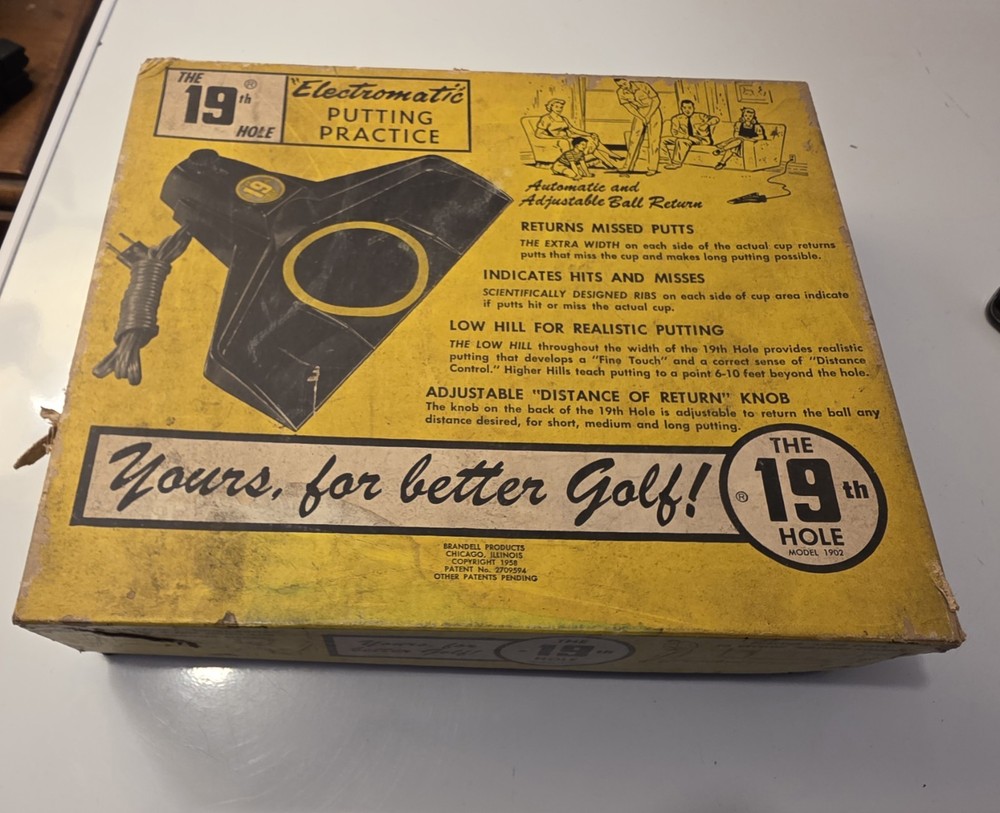 THE
19th
HOLE
®
"Electromatic"
PUTTING
PRACTICE
19
Automatic and
Adjustable Ball Return
RETURNS MISSED PUTTS
THE EXTRA WIDTH on each side of the actual cup returns
putts that miss the cup and makes long putting possible.
INDICATES HITS AND MISSES
SCIENTIFICALLY DESIGNED RIBS on each side of cup area indicate
if putts hit or miss the actual cup.
LOW HILL FOR REALISTIC PUTTING
THE LOW HILL throughout the width of the 19th Hole provides realistic
putting that develops a "Fine Touch" and a correct sense of "Distance
Control." Higher Hills teach putting to a point 6-10 feet beyond the hole.
ADJUSTABLE "DISTANCE OF RETURN" KNOB
The knob on the back of the 19th Hole is adjustable to return the ball any
distance desired, for short, medium and long putting.
Yours, for better Golf!
THE
® 19th
HOLE
MODEL 1902
BRANDELL PRODUCTS
CHICAGO, ILLINOIS
COPYRIGHT 1958
PATENT No. 2709594
OTHER PATENTS PENDING
Yours for
better Golf!
THE
19th
HOLE